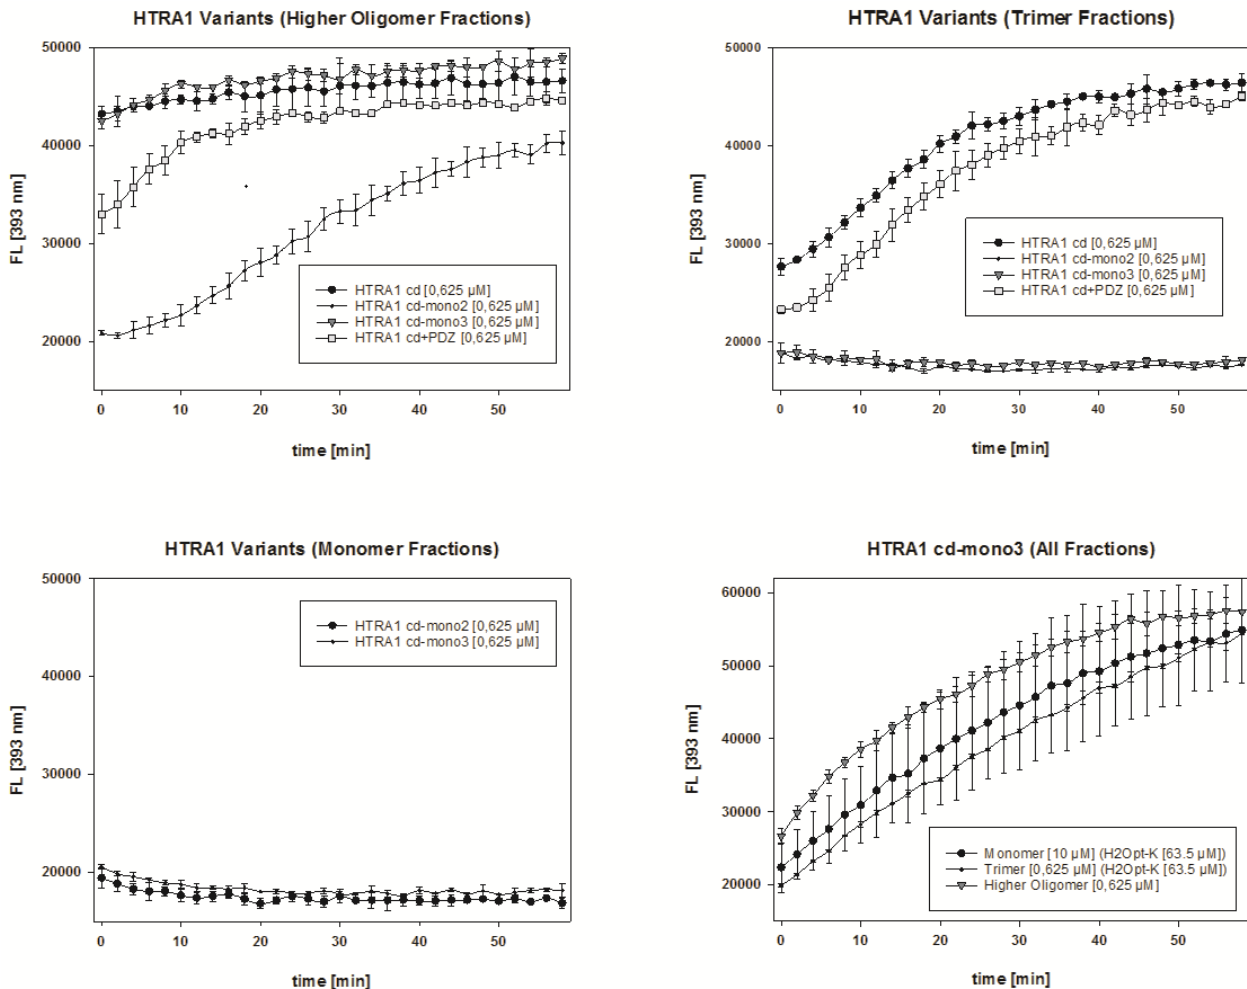 HTRA1 Variants (Higher Oligomer Fractions)
50000
40000
30000
20000
FL [393 nm]
HTRA1 cd [0,625 µM]
HTRA1 cd-mono2 [0,625 µM]
HTRA1 cd-mono3 [0,625 µM]
HTRA1 cd+PDZ [0,625 µM]
0
10
20
30
40
50
time [min]
HTRA1 Variants (Trimer Fractions)
50000
40000
30000
20000
FL [393 nm]
HTRA1 cd [0,625 µM]
HTRA1 cd-mono2 [0,625 µM]
HTRA1 cd-mono3 [0,625 µM]
HTRA1 cd+PDZ [0,625 µM]
0
10
20
30
40
50
time [min]
HTRA1 Variants (Monomer Fractions)
50000
40000
30000
20000
FL [393 nm]
HTRA1 cd-mono2 [0,625 µM]
HTRA1 cd-mono3 [0,625 µM]
0
10
20
30
40
50
time [min]
HTRA1 cd-mono3 (All Fractions)
60000
50000
40000
30000
20000
FL [393 nm]
Monomer [10 µM] (H2Opt-K [63.5 µM])
Trimer [0,625 µM] (H2Opt-K [63.5 µM])
Higher Oligomer [0,625 µM]
0
10
20
30
40
50
time [min]